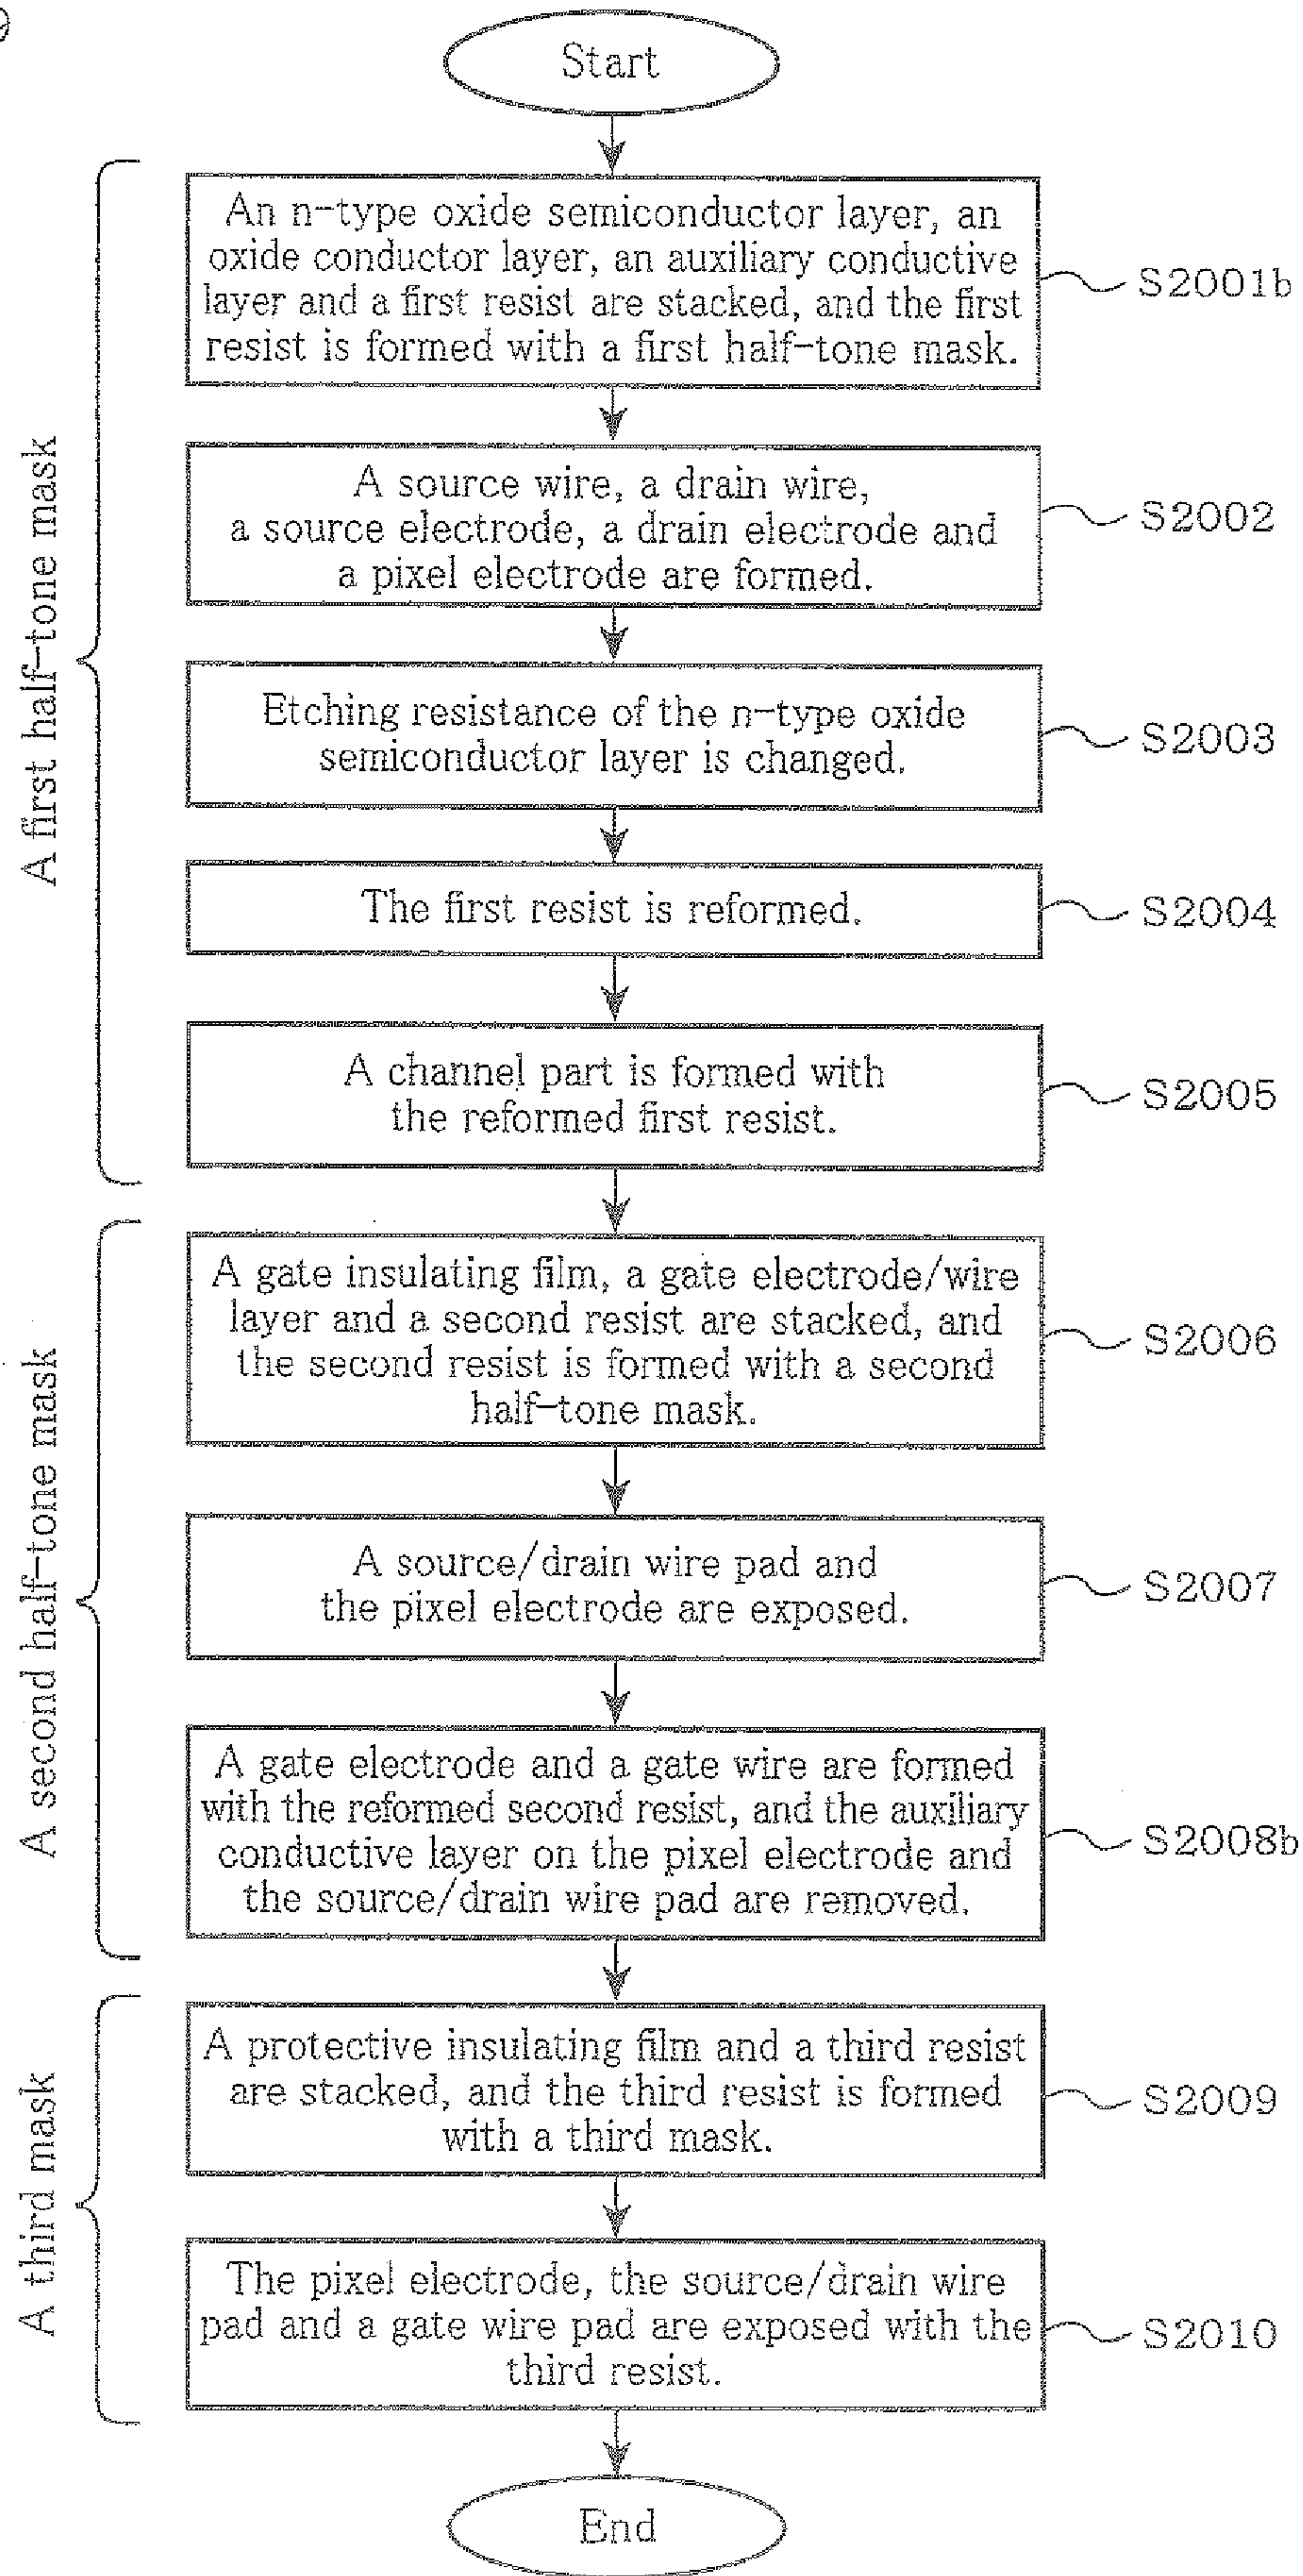 9
Start
A first half-tone mask
An n-type oxide semiconductor layer, an
oxide conductor layer, an auxiliary conductive
layer and a first resist are stacked, and the first
resist is formed with a first half-tone mask.
S2001b
A source wire, a drain wire,
a source electrode, a drain electrode and
a pixel electrode are formed.
S2002
Etching resistance of the n-type oxide
semiconductor layer is changed.
S2003
The first resist is reformed.
S2004
A channel part is formed with
the reformed first resist.
S2005
A second half-tone mask
A gate insulating film, a gate electrode/wire
layer and a second resist are stacked, and
the second resist is formed with a second
half-tone mask.
S2006
A source/drain wire pad and
the pixel electrode are exposed.
S2007
A gate electrode and a gate wire are formed
with the reformed second resist, and the auxiliary
conductive layer on the pixel electrode and
the source/drain wire pad are removed.
S2008b
A third mask
A protective insulating film and a third resist
are stacked, and the third resist is formed
with a third mask.
S2009
The pixel electrode, the source/drain wire
pad and a gate wire pad are exposed with the
third resist.
S2010
End